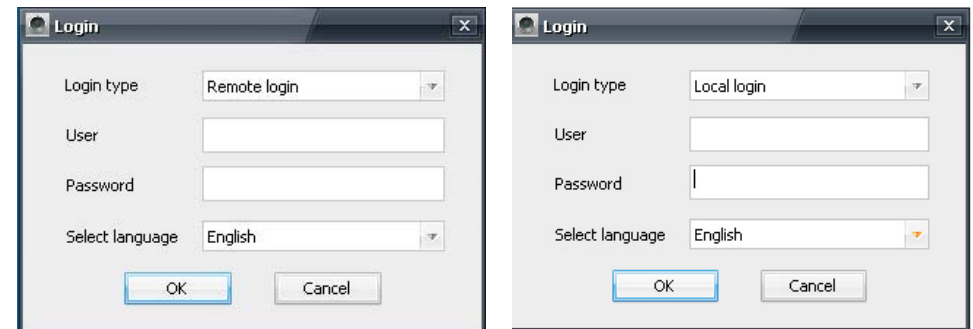 Login
Login type Remote login
User
Password
Select language English
OK Cancel
Login
Login type Local login
User
Password
Select language English
OK Cancel